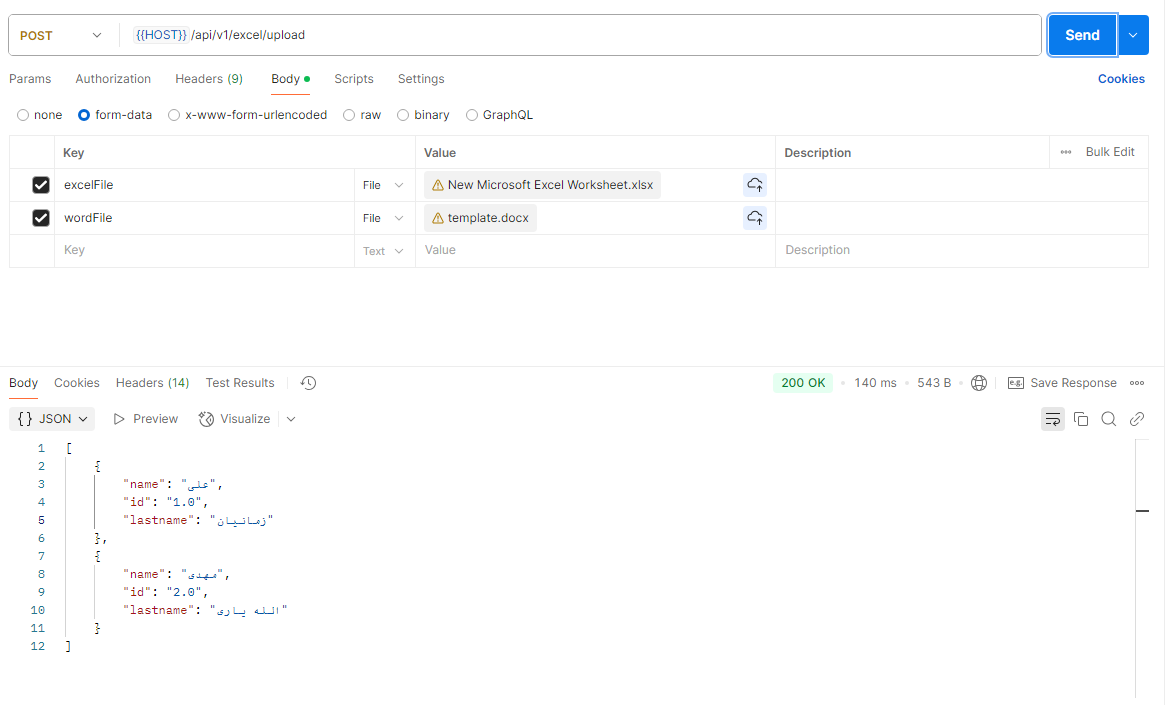 POST {{HOST}} /api/v1/excel/upload Send
Params Authorization Headers (9) Body Scripts Settings Cookies
none form-data x-www-form-urlencoded raw binary GraphQL
Key Value Description Bulk Edit
excelFile File New Microsoft Excel Worksheet.xlsx
wordFile File template.docx
Key Text Value Description
Body Cookies Headers (14) Test Results 200 OK 140 ms 543 B e.g. Save Response
{} JSON Preview Visualize
1 [
2 {
3 "name": "علی",
4 "id": "1.0",
5 "lastname": "زمانیان"
6 },
7 {
8 "name": "مهدی",
9 "id": "2.0",
10 "lastname": "الله یاری"
11 }
12 ]